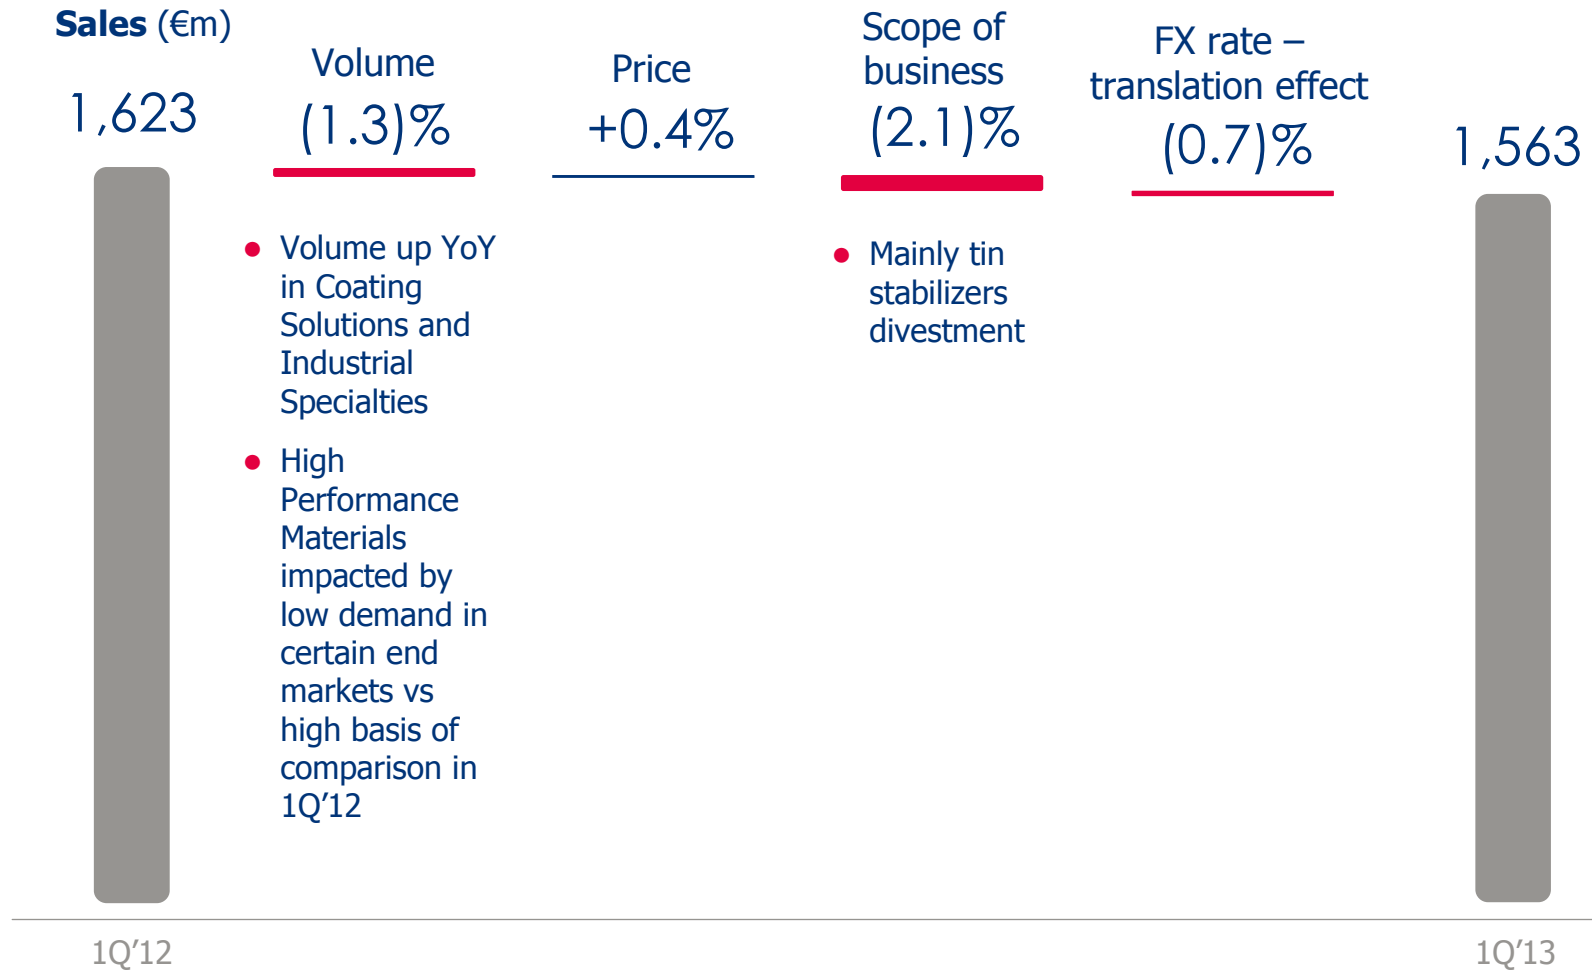 Sales (€m)
1,623
Volume
(1.3)%
Price
+0.4%
Scope of
business
(2.1)%
FX rate –
translation effect
(0.7)%
1,563
● Volume up YoY
in Coating
Solutions and
Industrial
Specialties
● High
Performance
Materials
impacted by
low demand in
certain end
markets vs
high basis of
comparison in
1Q’12
● Mainly tin
stabilizers
divestment
1Q’12
1Q’13